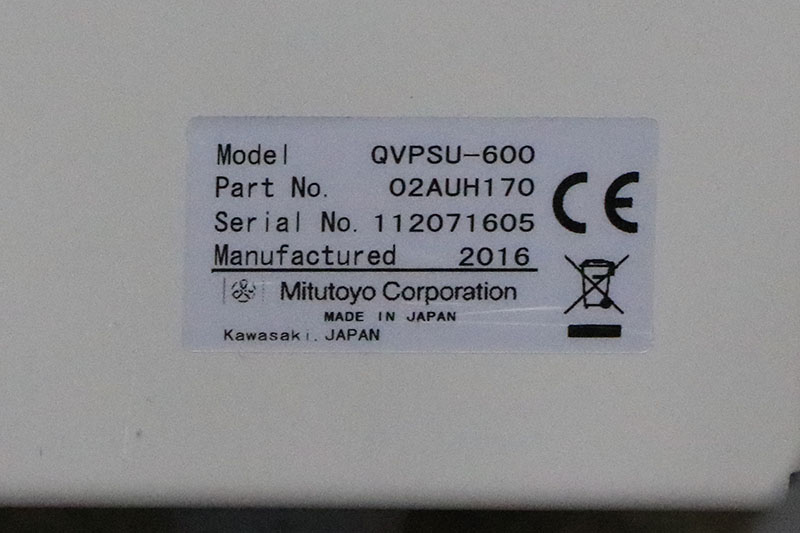 Model QVPSU-600
Part No. 02AUH170
Serial No. 112071605
Manufactured 2016
Mitutoyo Corporation
MADE IN JAPAN
Kawasaki, JAPAN
CE